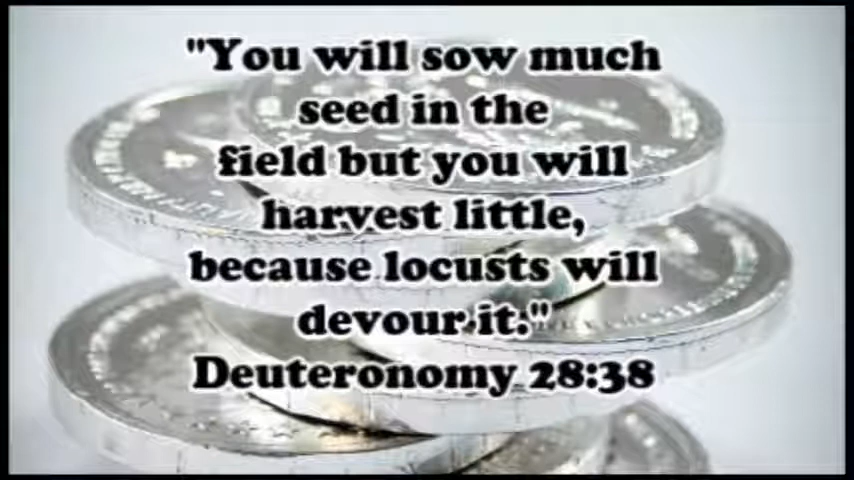 "You will sow much
seed in the
field but you will
harvest little,
because locusts will
devour it."
Deuteronomy 28:38